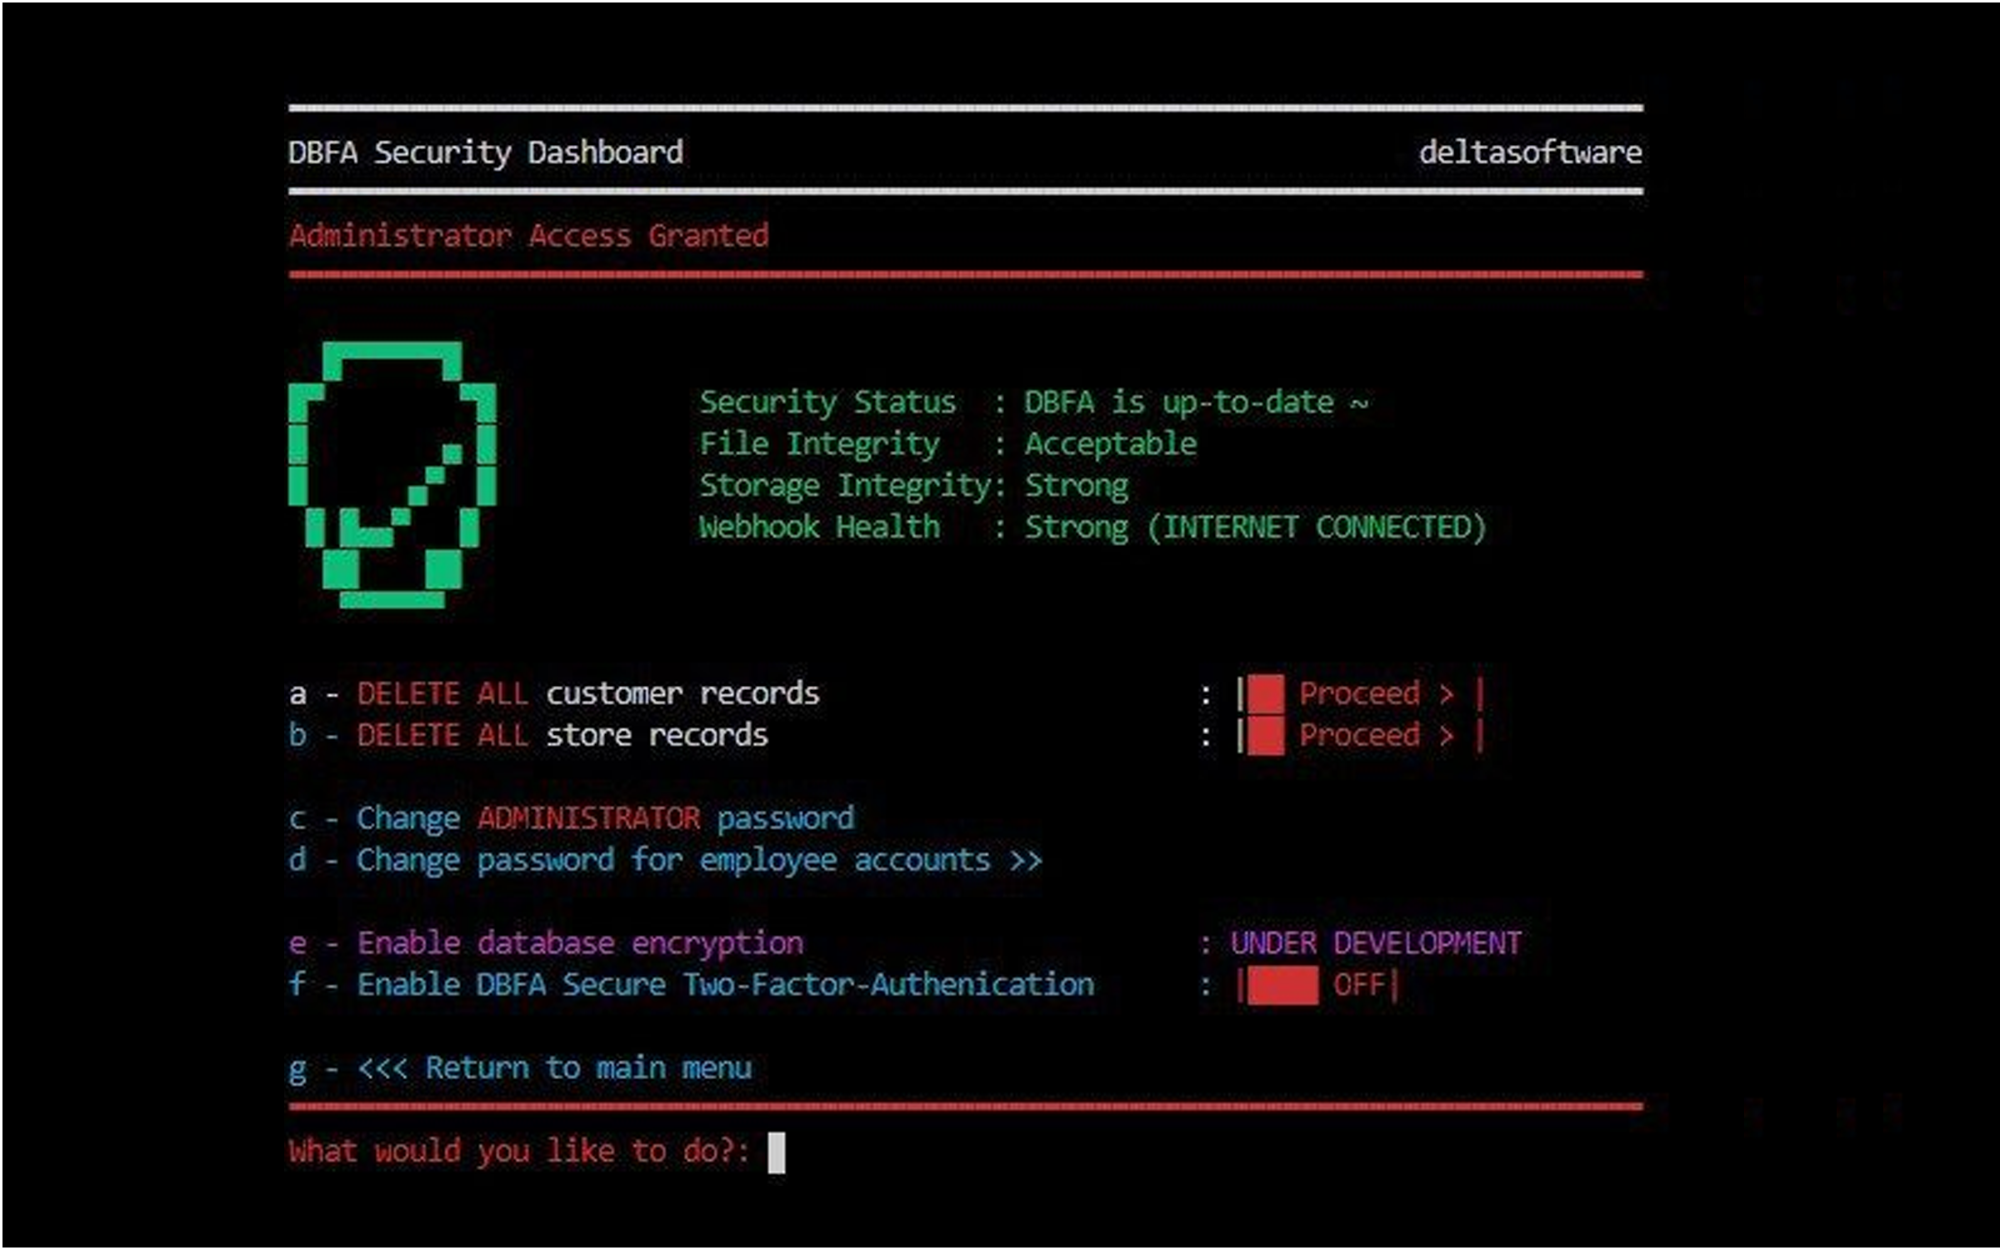 DBFA Security Dashboard deltasoftware
Administrator Access Granted
Security Status : DBFA is up-to-date ~
File Integrity : Acceptable
Storage Integrity: Strong
Webhook Health : Strong (INTERNET CONNECTED)
a - DELETE ALL customer records : | Proceed > |
b - DELETE ALL store records : | Proceed > |
c - Change ADMINISTRATOR password
d - Change password for employee accounts >>
e - Enable database encryption : UNDER DEVELOPMENT
f - Enable DBFA Secure Two-Factor-Authenication : | OFF|
g - <<< Return to main menu
What would you like to do?: